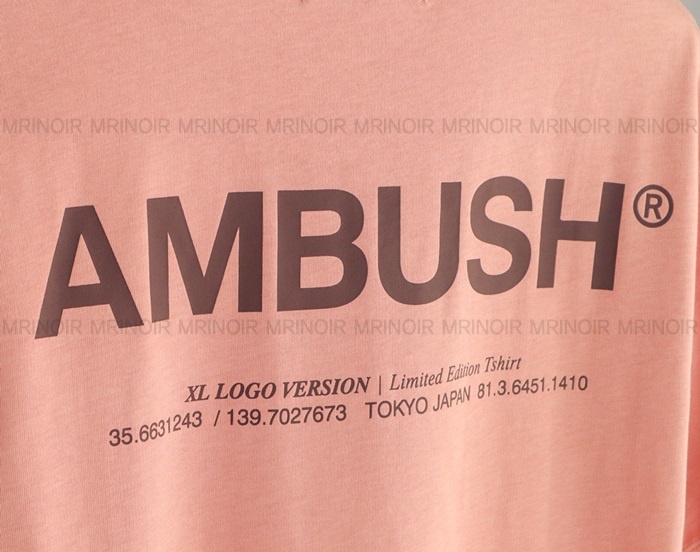 MRINOIR MRINOIR MRINOIR MRINOIR MRINOIR MRINOIR MRINOIR MRINOIR
AMBUSH®
MRINOIR MRINOIR MRINOIR MRINOIR MRINOIR MRINOIR MRINOIR MRINOIR
XL LOGO VERSION | Limited Edition Tshirt
35.6631243 / 139.7027673 TOKYO JAPAN 81.3.6451.1410